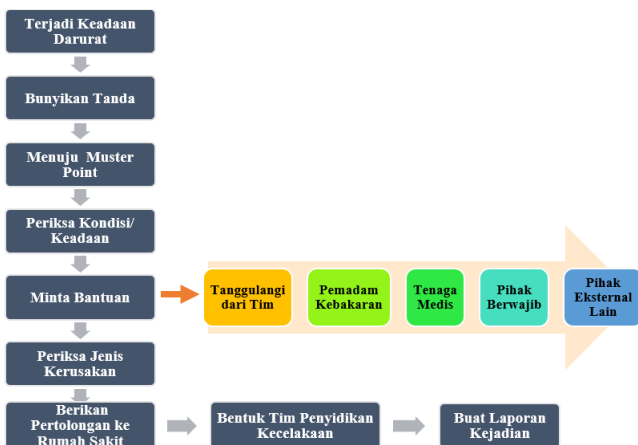 Terjadi Keadaan
Darurat
Bunyikan Tanda
Menuju Muster
Point
Periksa Kondisi/
Keadaan
Minta Bantuan
Tanggulangi
dari Tim
Pemadam
Kebakaran
Tenaga
Medis
Pihak
Berwajib
Pihak
Eksternal
Lain
Periksa Jenis
Kerusakan
Berikan
Pertolongan ke
Rumah Sakit
Bentuk Tim Penyidikan
Kecelakaan
Buat Laporan
Kejadian